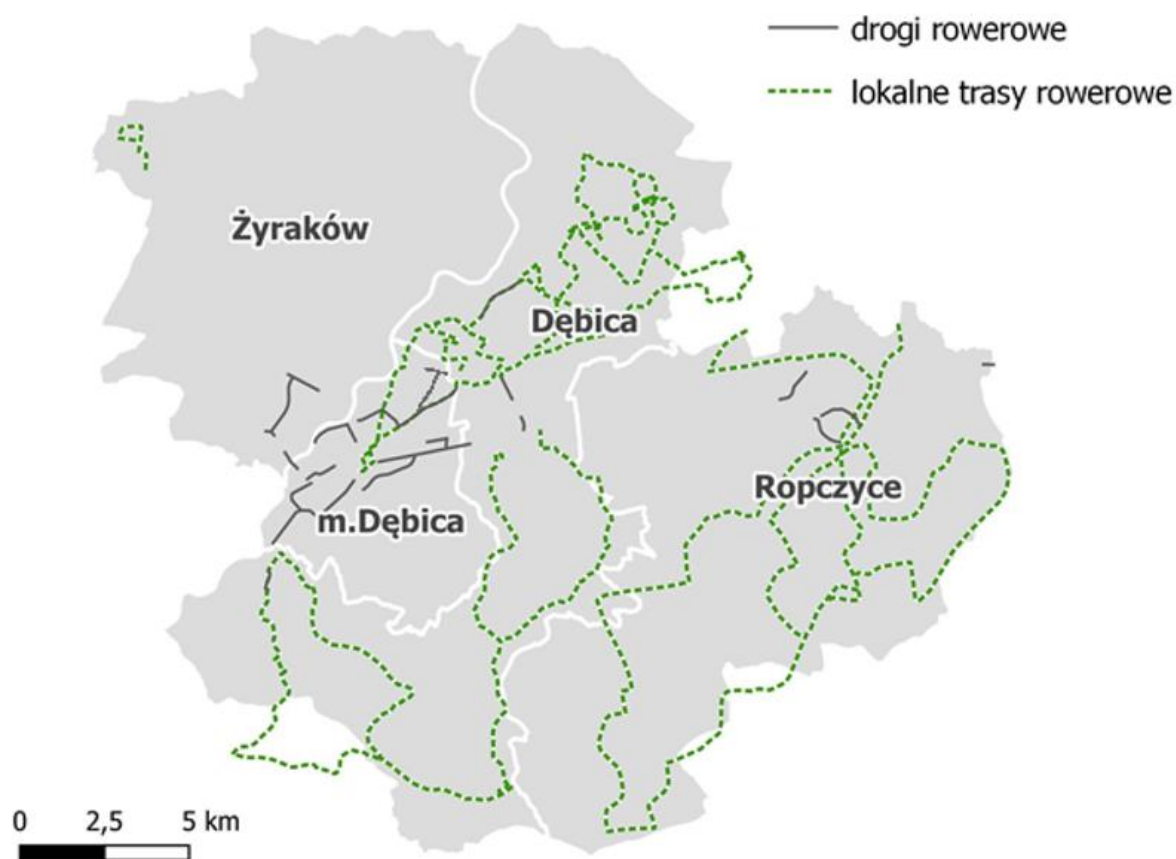 drogi rowerowe
lokalne trasy rowerowe
Żyraków
Dębica
Ropczyce
m.Dębica
0 2,5 5 km